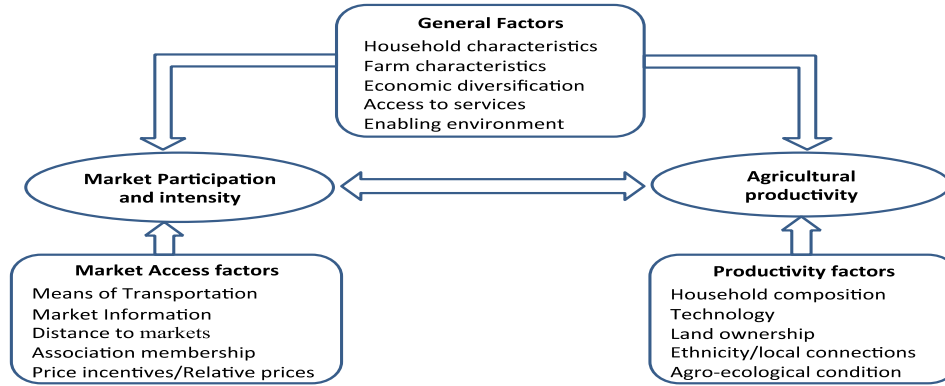 General Factors
Household characteristics
Farm characteristics
Economic diversification
Access to services
Enabling environment
Market Participation
and intensity
Agricultural
productivity
Market Access factors
Means of Transportation
Market Information
Distance to markets
Association membership
Price incentives/Relative prices
Productivity factors
Household composition
Technology
Land ownership
Ethnicity/local connections
Agro-ecological condition